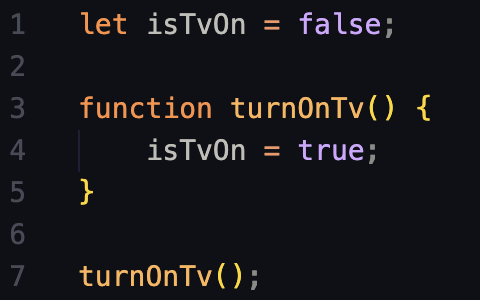 1 let isTvOn = false;
2
3 function turnOnTv() {
4     isTvOn = true;
5 }
6
7 turnOnTv();